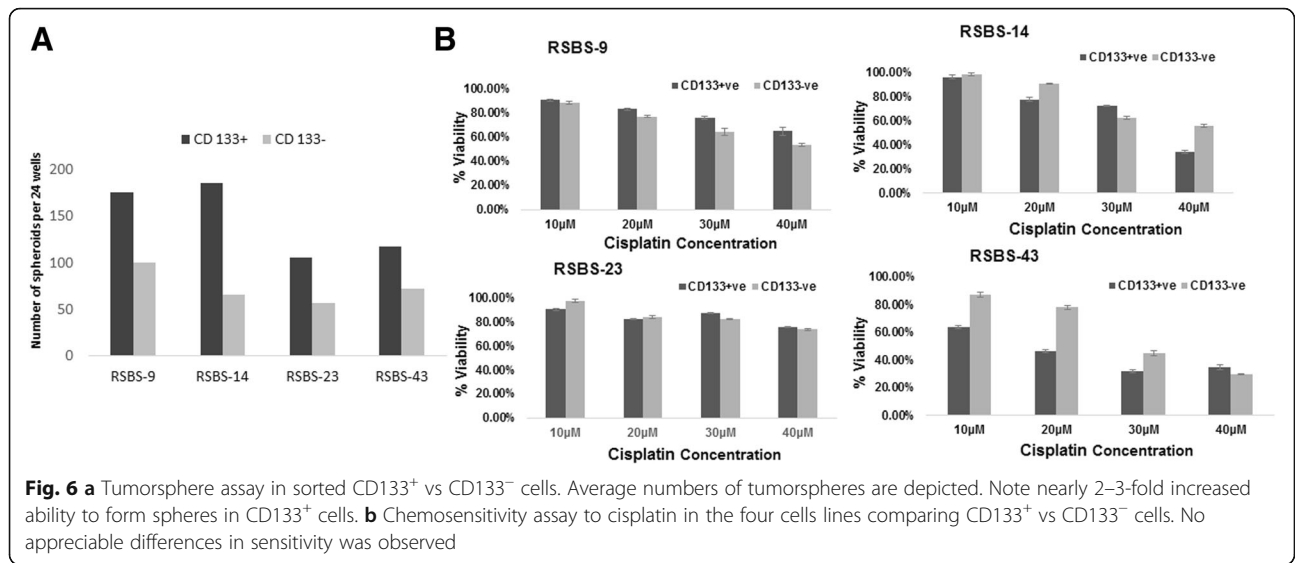 A
CD 133+ CD 133-
Number of spheroids per 24 wells
200
150
100
50
0
RSBS-9 RSBS-14 RSBS-23 RSBS-43
B
RSBS-9
CD133+ve CD133-ve
% Viability
100.00%
80.00%
60.00%
40.00%
20.00%
0.00%
10µM 20µM 30µM 40µM
Cisplatin Concentration
RSBS-14
CD133+ve CD133-ve
% Viability
100.00%
80.00%
60.00%
40.00%
20.00%
0.00%
10µM 20µM 30µM 40µM
Cisplatin Concentration
RSBS-23
CD133+ve CD133-ve
% Viability
100.00%
80.00%
60.00%
40.00%
20.00%
0.00%
10µM 20µM 30µM 40µM
Cisplatin Concentration
RSBS-43
CD133+ve CD133-ve
% Viability
100.00%
80.00%
60.00%
40.00%
20.00%
0.00%
10µM 20µM 30µM 40µM
Cisplatin Concentration
Fig. 6 a Tumorsphere assay in sorted CD133⁺ vs CD133⁻ cells. Average numbers of tumorspheres are depicted. Note nearly 2–3-fold increased
ability to form spheres in CD133⁺ cells. b Chemosensitivity assay to cisplatin in the four cells lines comparing CD133⁺ vs CD133⁻ cells. No
appreciable differences in sensitivity was observed